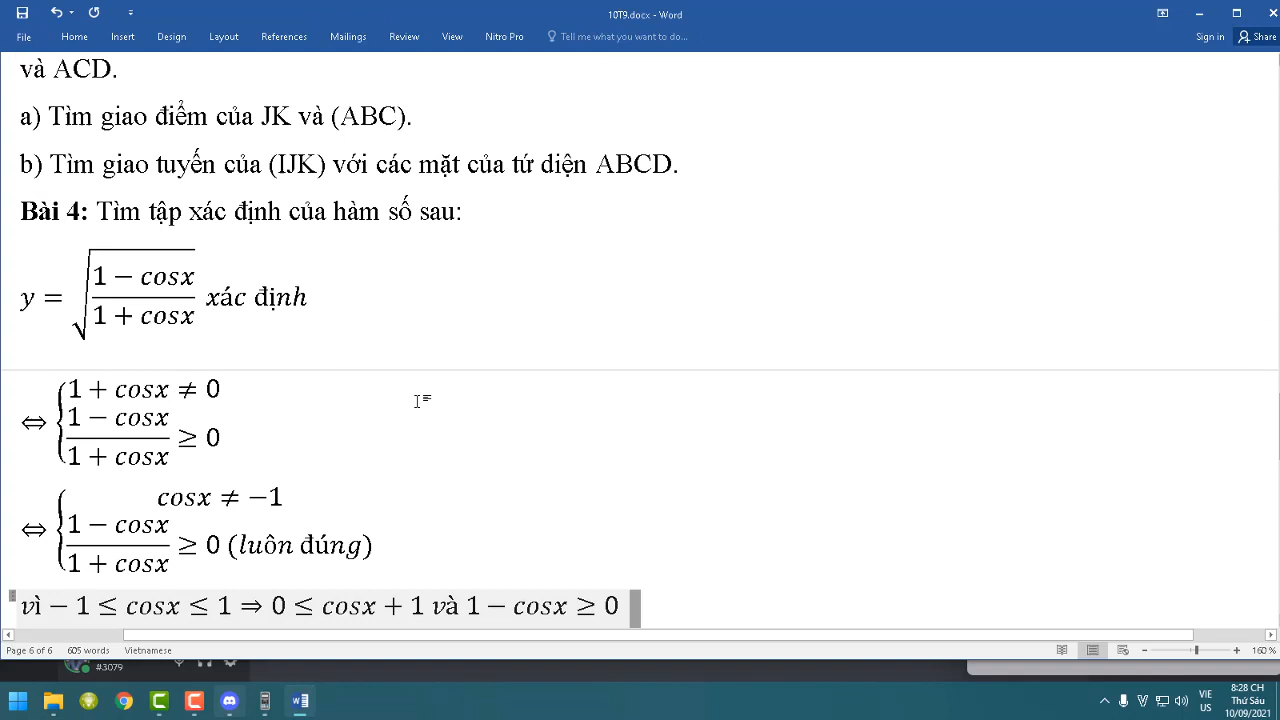 10T9.docx - Word
File Home Insert Design Layout References Mailings Review View Nitro Pro Tell me what you want to do... Sign in Share
và ACD.
a) Tìm giao điểm của JK và (ABC).
b) Tìm giao tuyến của (IJK) với các mặt của tứ diện ABCD.
Bài 4: Tìm tập xác định của hàm số sau:
y = √((1 − cosx)/(1 + cosx)) xác định
⇔ { 1 + cosx ≠ 0
(1 − cosx)/(1 + cosx) ≥ 0
⇔ { cosx ≠ −1
(1 − cosx)/(1 + cosx) ≥ 0 (luôn đúng)
vì − 1 ≤ cosx ≤ 1 ⇒ 0 ≤ cosx + 1 và 1 − cosx ≥ 0
Page 6 of 6 605 words Vietnamese 160 %
#3079
VIE
US
8:28 CH
Thứ Sáu
10/09/2021